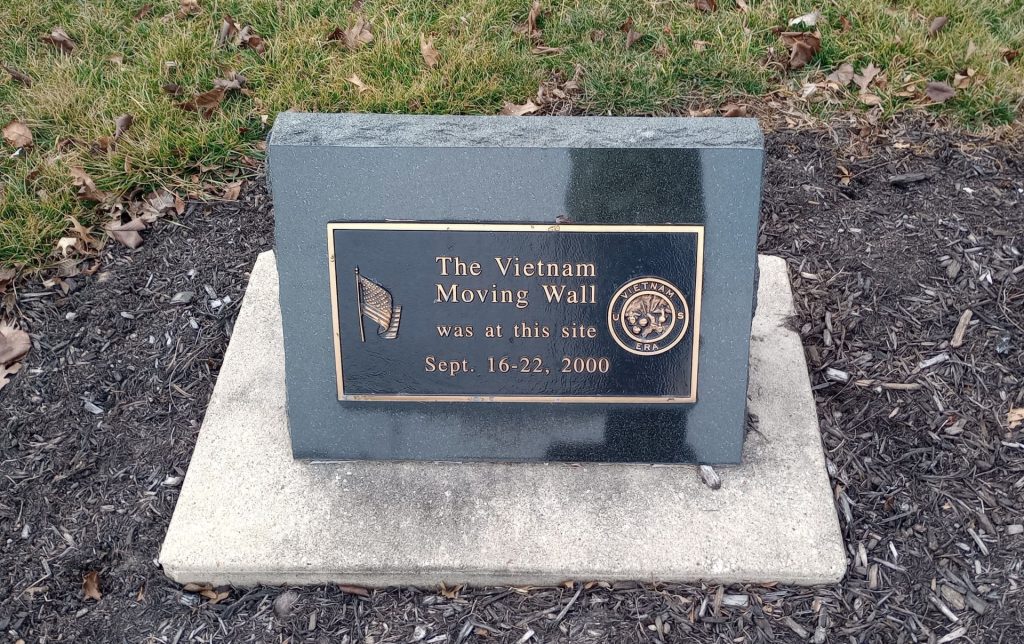 The Vietnam
Moving Wall
was at this site
Sept. 16-22, 2000
VIETNAM
U S
ERA